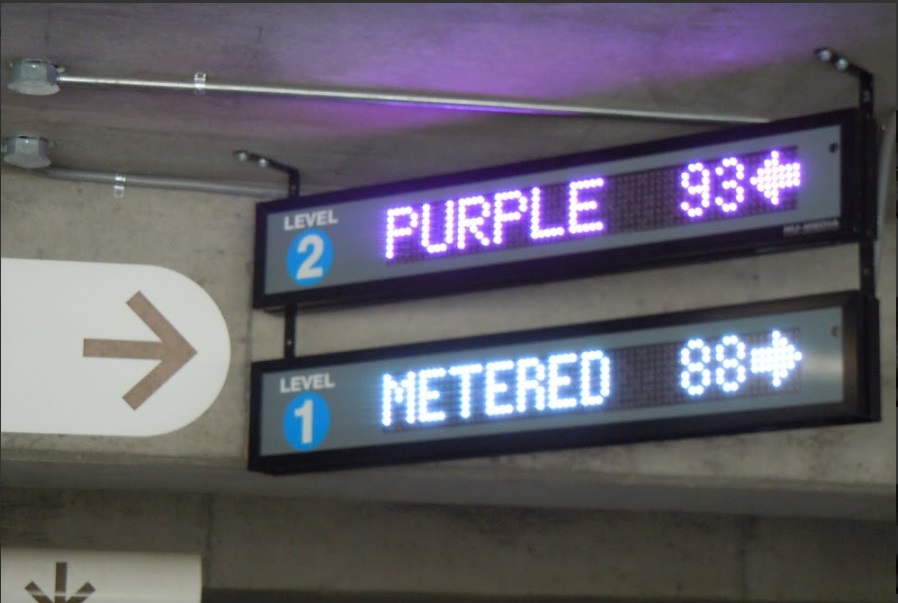 LEVEL
2
PURPLE 93
LEVEL
1
METERED 88